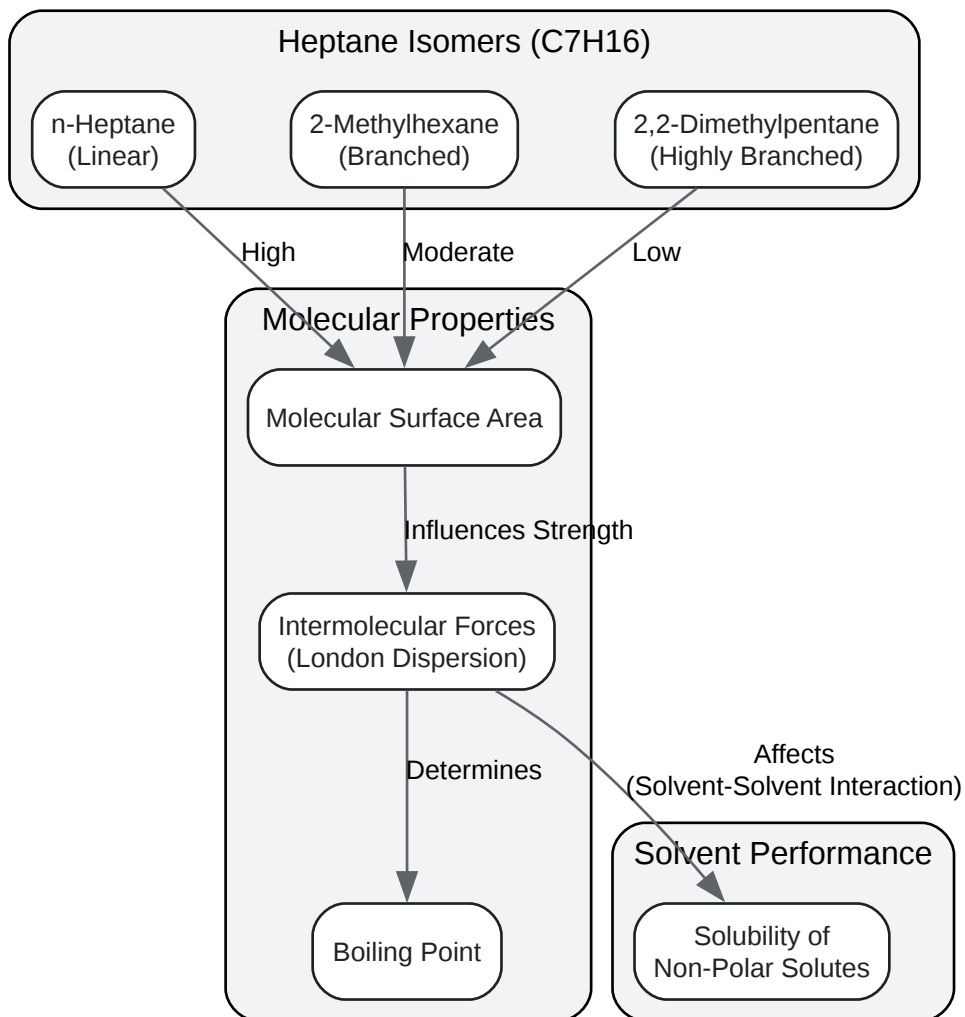 Heptane Isomers (C7H16)
n-Heptane
(Linear)
2-Methylhexane
(Branched)
2,2-Dimethylpentane
(Highly Branched)
High
Moderate
Low
Molecular Properties
Molecular Surface Area
Influences Strength
Intermolecular Forces
(London Dispersion)
Determines
Affects
(Solvent-Solvent Interaction)
Boiling Point
Solvent Performance
Solubility of
Non-Polar Solutes